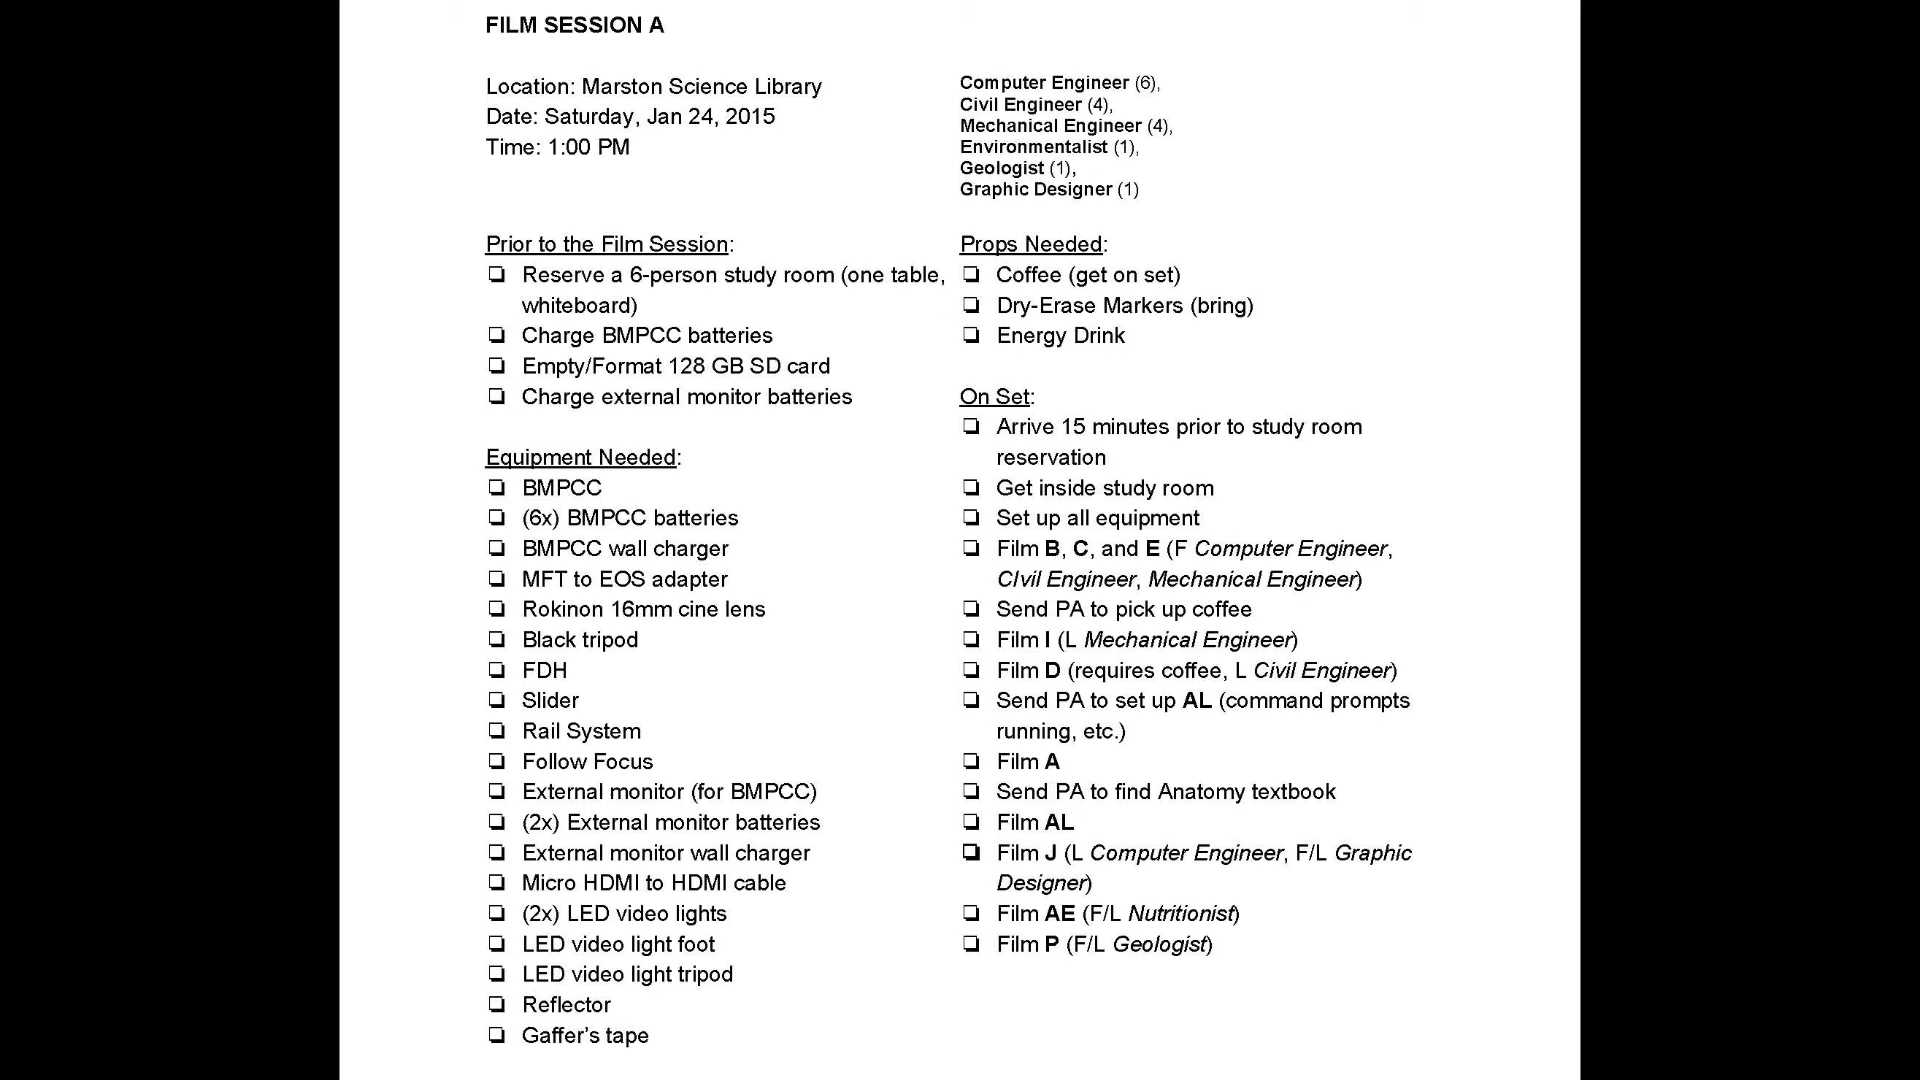 FILM SESSION A
Location: Marston Science Library
Date: Saturday, Jan 24, 2015
Time: 1:00 PM
Computer Engineer (6),
Civil Engineer (4),
Mechanical Engineer (4),
Environmentalist (1),
Geologist (1),
Graphic Designer (1)
Prior to the Film Session:
❏ Reserve a 6-person study room (one table,
whiteboard)
❏ Charge BMPCC batteries
❏ Empty/Format 128 GB SD card
❏ Charge external monitor batteries
Equipment Needed:
❏ BMPCC
❏ (6x) BMPCC batteries
❏ BMPCC wall charger
❏ MFT to EOS adapter
❏ Rokinon 16mm cine lens
❏ Black tripod
❏ FDH
❏ Slider
❏ Rail System
❏ Follow Focus
❏ External monitor (for BMPCC)
❏ (2x) External monitor batteries
❏ External monitor wall charger
❏ Micro HDMI to HDMI cable
❏ (2x) LED video lights
❏ LED video light foot
❏ LED video light tripod
❏ Reflector
❏ Gaffer's tape
Props Needed:
❏ Coffee (get on set)
❏ Dry-Erase Markers (bring)
❏ Energy Drink
On Set:
❏ Arrive 15 minutes prior to study room
reservation
❏ Get inside study room
❏ Set up all equipment
❏ Film B, C, and E (F Computer Engineer,
CIvil Engineer, Mechanical Engineer)
❏ Send PA to pick up coffee
❏ Film I (L Mechanical Engineer)
❏ Film D (requires coffee, L Civil Engineer)
❏ Send PA to set up AL (command prompts
running, etc.)
❏ Film A
❏ Send PA to find Anatomy textbook
❏ Film AL
❏ Film J (L Computer Engineer, F/L Graphic
Designer)
❏ Film AE (F/L Nutritionist)
❏ Film P (F/L Geologist)